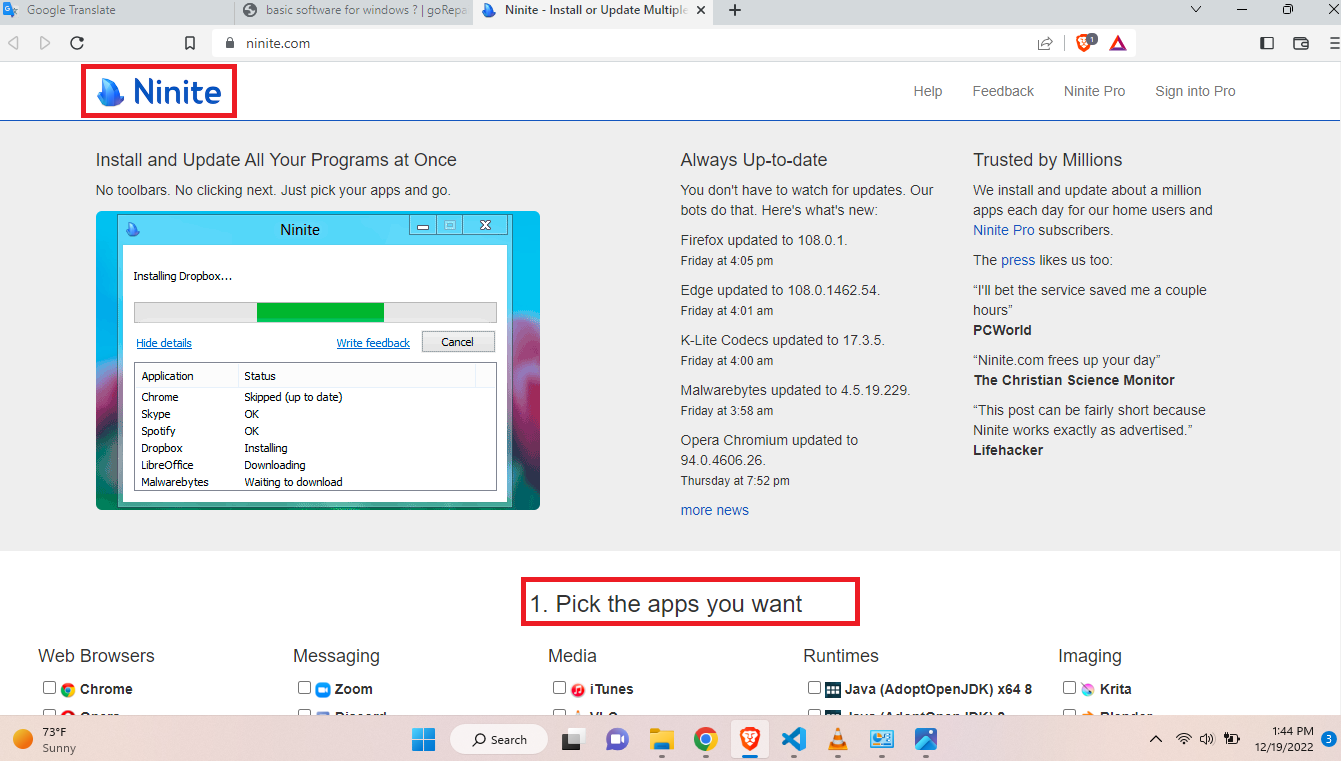 Google Translate
basic software for windows ? | goRepa
Ninite - Install or Update Multiple
ninite.com
1
Ninite
Help
Feedback
Ninite Pro
Sign into Pro
Install and Update All Your Programs at Once
No toolbars. No clicking next. Just pick your apps and go.
Ninite
Installing Dropbox...
Hide details
Write feedback
Cancel
Application Status
Chrome Skipped (up to date)
Skype OK
Spotify OK
Dropbox Installing
LibreOffice Downloading
Malwarebytes Waiting to download
Always Up-to-date
You don't have to watch for updates. Our
bots do that. Here's what's new:
Firefox updated to 108.0.1.
Friday at 4:05 pm
Edge updated to 108.0.1462.54.
Friday at 4:01 am
K-Lite Codecs updated to 17.3.5.
Friday at 4:00 am
Malwarebytes updated to 4.5.19.229.
Friday at 3:58 am
Opera Chromium updated to
94.0.4606.26.
Thursday at 7:52 pm
more news
Trusted by Millions
We install and update about a million
apps each day for our home users and
Ninite Pro subscribers.
The press likes us too:
“I'll bet the service saved me a couple
hours”
PCWorld
“Ninite.com frees up your day”
The Christian Science Monitor
“This post can be fairly short because
Ninite works exactly as advertised.”
Lifehacker
1. Pick the apps you want
Web Browsers
Chrome
Opera
Messaging
Zoom
Discord
Media
iTunes
VLC
Runtimes
Java (AdoptOpenJDK) x64 8
Java (AdoptOpenJDK) 8
Imaging
Krita
Blender
73°F
Sunny
Search
1:44 PM
12/19/2022
3